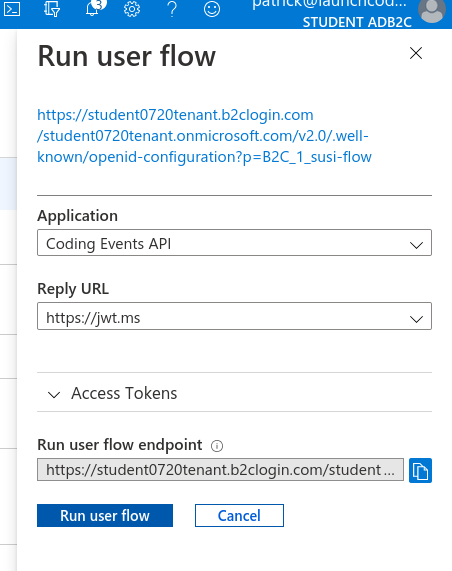 3
patrick@launchcod...
STUDENT ADB2C
Run user flow
https://student0720tenant.b2clogin.com
/student0720tenant.onmicrosoft.com/v2.0/.well-
known/openid-configuration?p=B2C_1_susi-flow
Application
Coding Events API
Reply URL
https://jwt.ms
Access Tokens
Run user flow endpoint
https://student0720tenant.b2clogin.com/student ...
Run user flow
Cancel